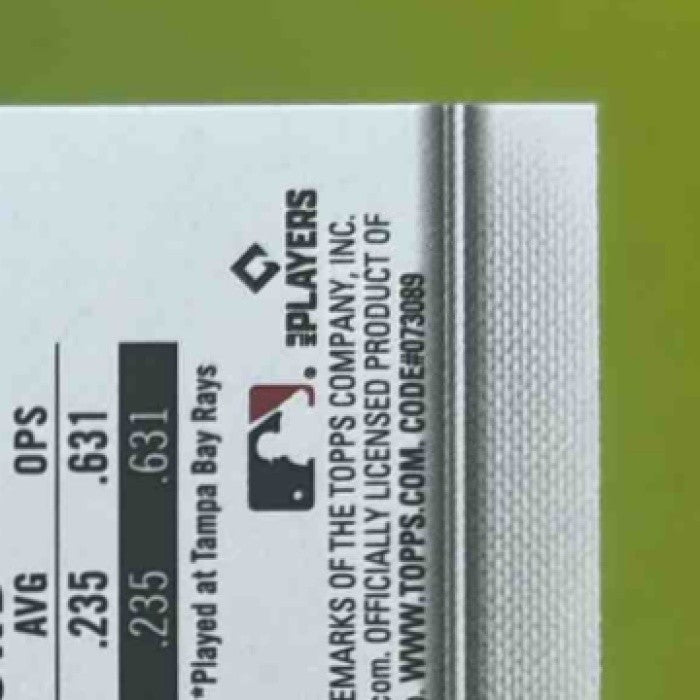 AVG OPS
.235 .631
.235 .631
*Played at Tampa Bay Rays
PLAYERS
EMARKS OF THE TOPPS COMPANY, INC.
com. OFFICIALLY LICENSED PRODUCT OF
WWW.TOPPS.COM. CODE#073089